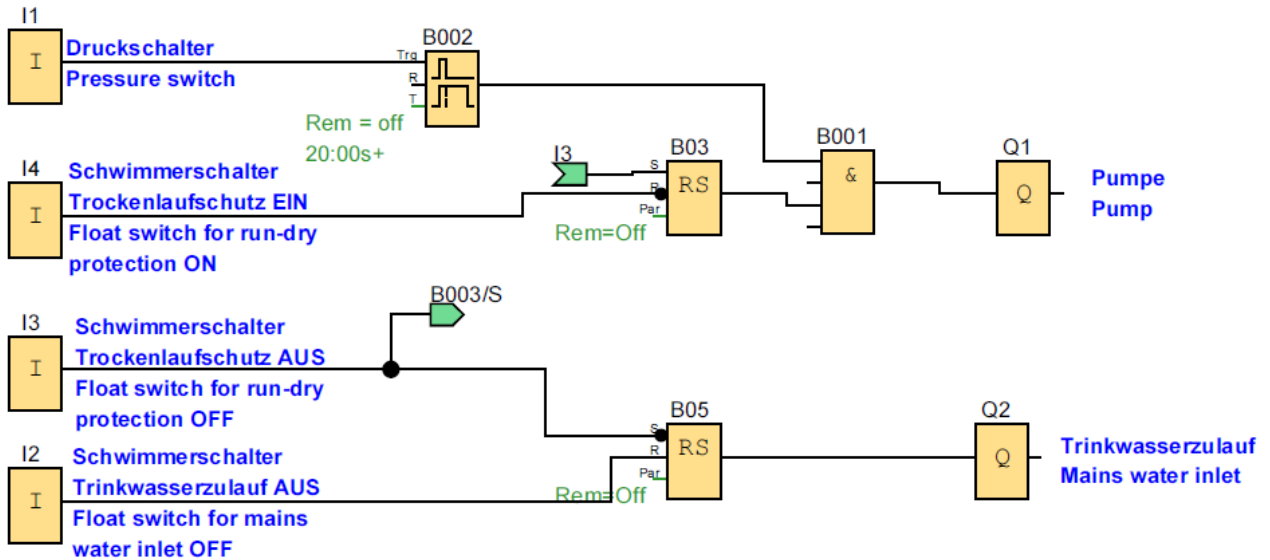 I1
I
Druckschalter
Pressure switch
B002
Trg
R
T
Rem = off
20:00s+
I4
I
Schwimmerschalter
Trockenlaufschutz EIN
Float switch for run-dry
protection ON
I3
B03
S
R
Par
RS
Rem=Off
B001
&
Q1
Q
Pumpe
Pump
B003/S
I3
I
Schwimmerschalter
Trockenlaufschutz AUS
Float switch for run-dry
protection OFF
I2
I
Schwimmerschalter
Trinkwasserzulauf AUS
Float switch for mains
water inlet OFF
B05
S
R
Par
RS
Rem=Off
Q2
Q
Trinkwasserzulauf
Mains water inlet